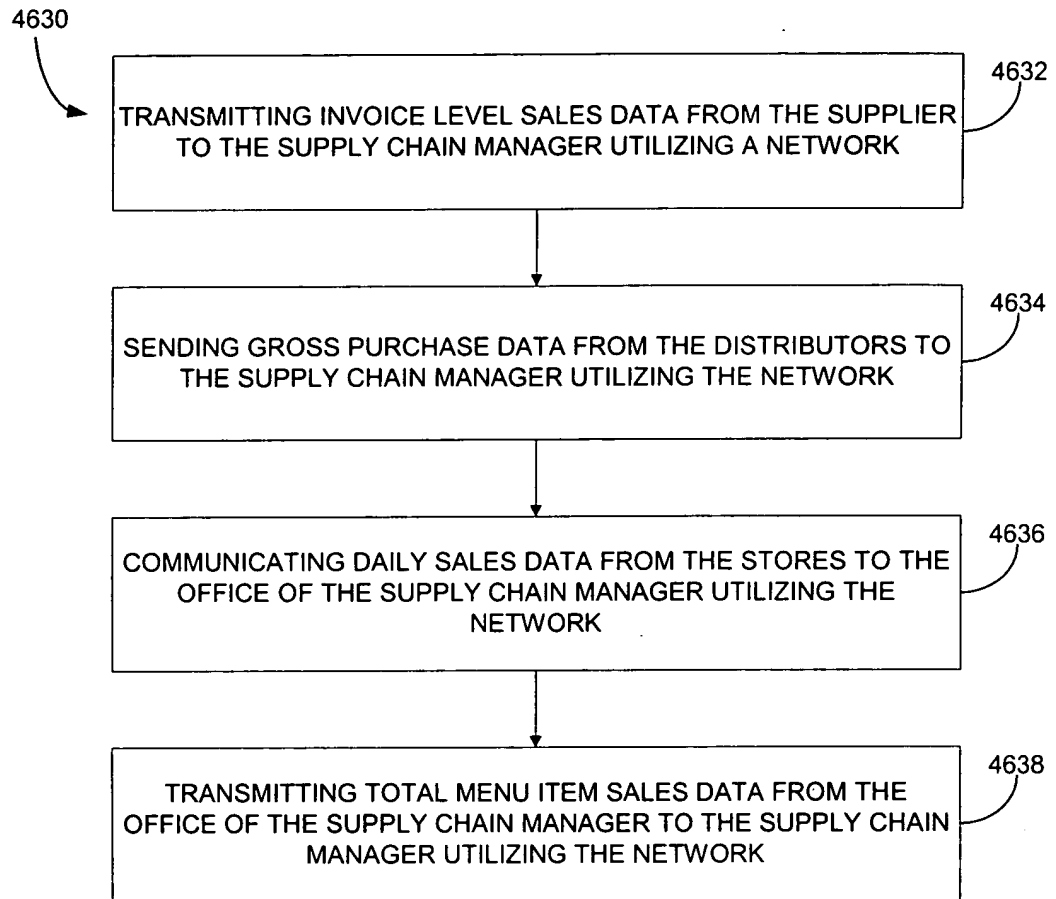 4630
4632
TRANSMITTING INVOICE LEVEL SALES DATA FROM THE SUPPLIER
TO THE SUPPLY CHAIN MANAGER UTILIZING A NETWORK
4634
SENDING GROSS PURCHASE DATA FROM THE DISTRIBUTORS TO
THE SUPPLY CHAIN MANAGER UTILIZING THE NETWORK
4636
COMMUNICATING DAILY SALES DATA FROM THE STORES TO THE
OFFICE OF THE SUPPLY CHAIN MANAGER UTILIZING THE
NETWORK
4638
TRANSMITTING TOTAL MENU ITEM SALES DATA FROM THE
OFFICE OF THE SUPPLY CHAIN MANAGER TO THE SUPPLY CHAIN
MANAGER UTILIZING THE NETWORK